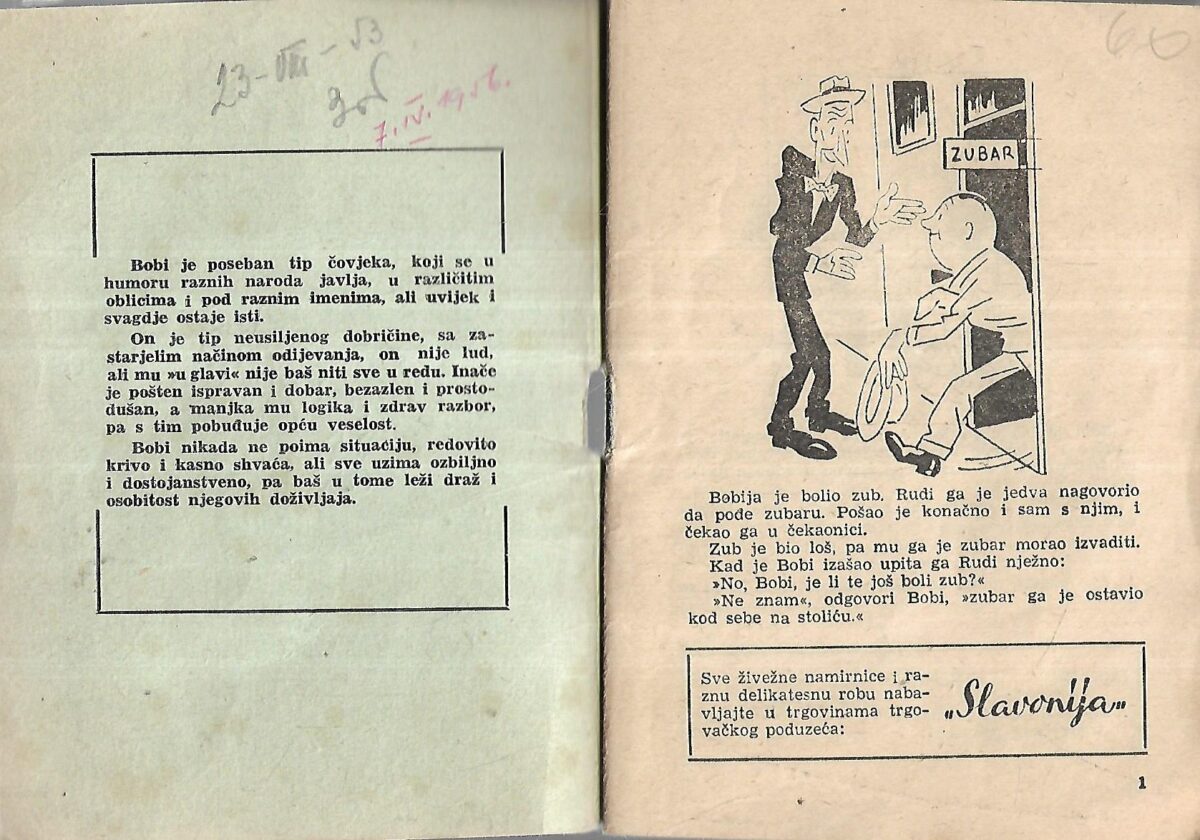 23-VIII-53
7. IV. 1956.
Bobi je poseban tip čovjeka, koji se u
humoru raznih naroda javlja, u različitim
oblicima i pod raznim imenima, ali uvijek i
svagdje ostaje isti.
On je tip neusiljenog dobričine, sa za-
starjelim načinom odijevanja, on nije lud,
ali mu »u glavi« nije baš niti sve u redu. Inače
je pošten ispravan i dobar, bezazlen i prosto-
dušan, a manjka mu logika i zdrav razbor,
pa s tim pobuđuje opću veselost.
Bobi nikada ne poima situaciju, redovito
krivo i kasno shvaća, ali sve uzima ozbiljno
i dostojanstveno, pa baš u tome leži draž i
osobitost njegovih doživljaja.
ZUBAR
Bobija je bolio zub. Rudi ga je jedva nagovorio
da pođe zubaru. Pošao je konačno i sam s njim, i
čekao ga u čekaonici.
Zub je bio loš, pa mu ga je zubar morao izvaditi.
Kad je Bobi izašao upita ga Rudi nježno:
»No, Bobi, je li te još boli zub?«
»Ne znam«, odgovori Bobi, »zubar ga je ostavio
kod sebe na stoliću.«
Sve živežne namirnice i ra-
znu delikatesnu robu naba-
vljajte u trgovinama trgo-
vačkog poduzeća:
„Slavonija„
1